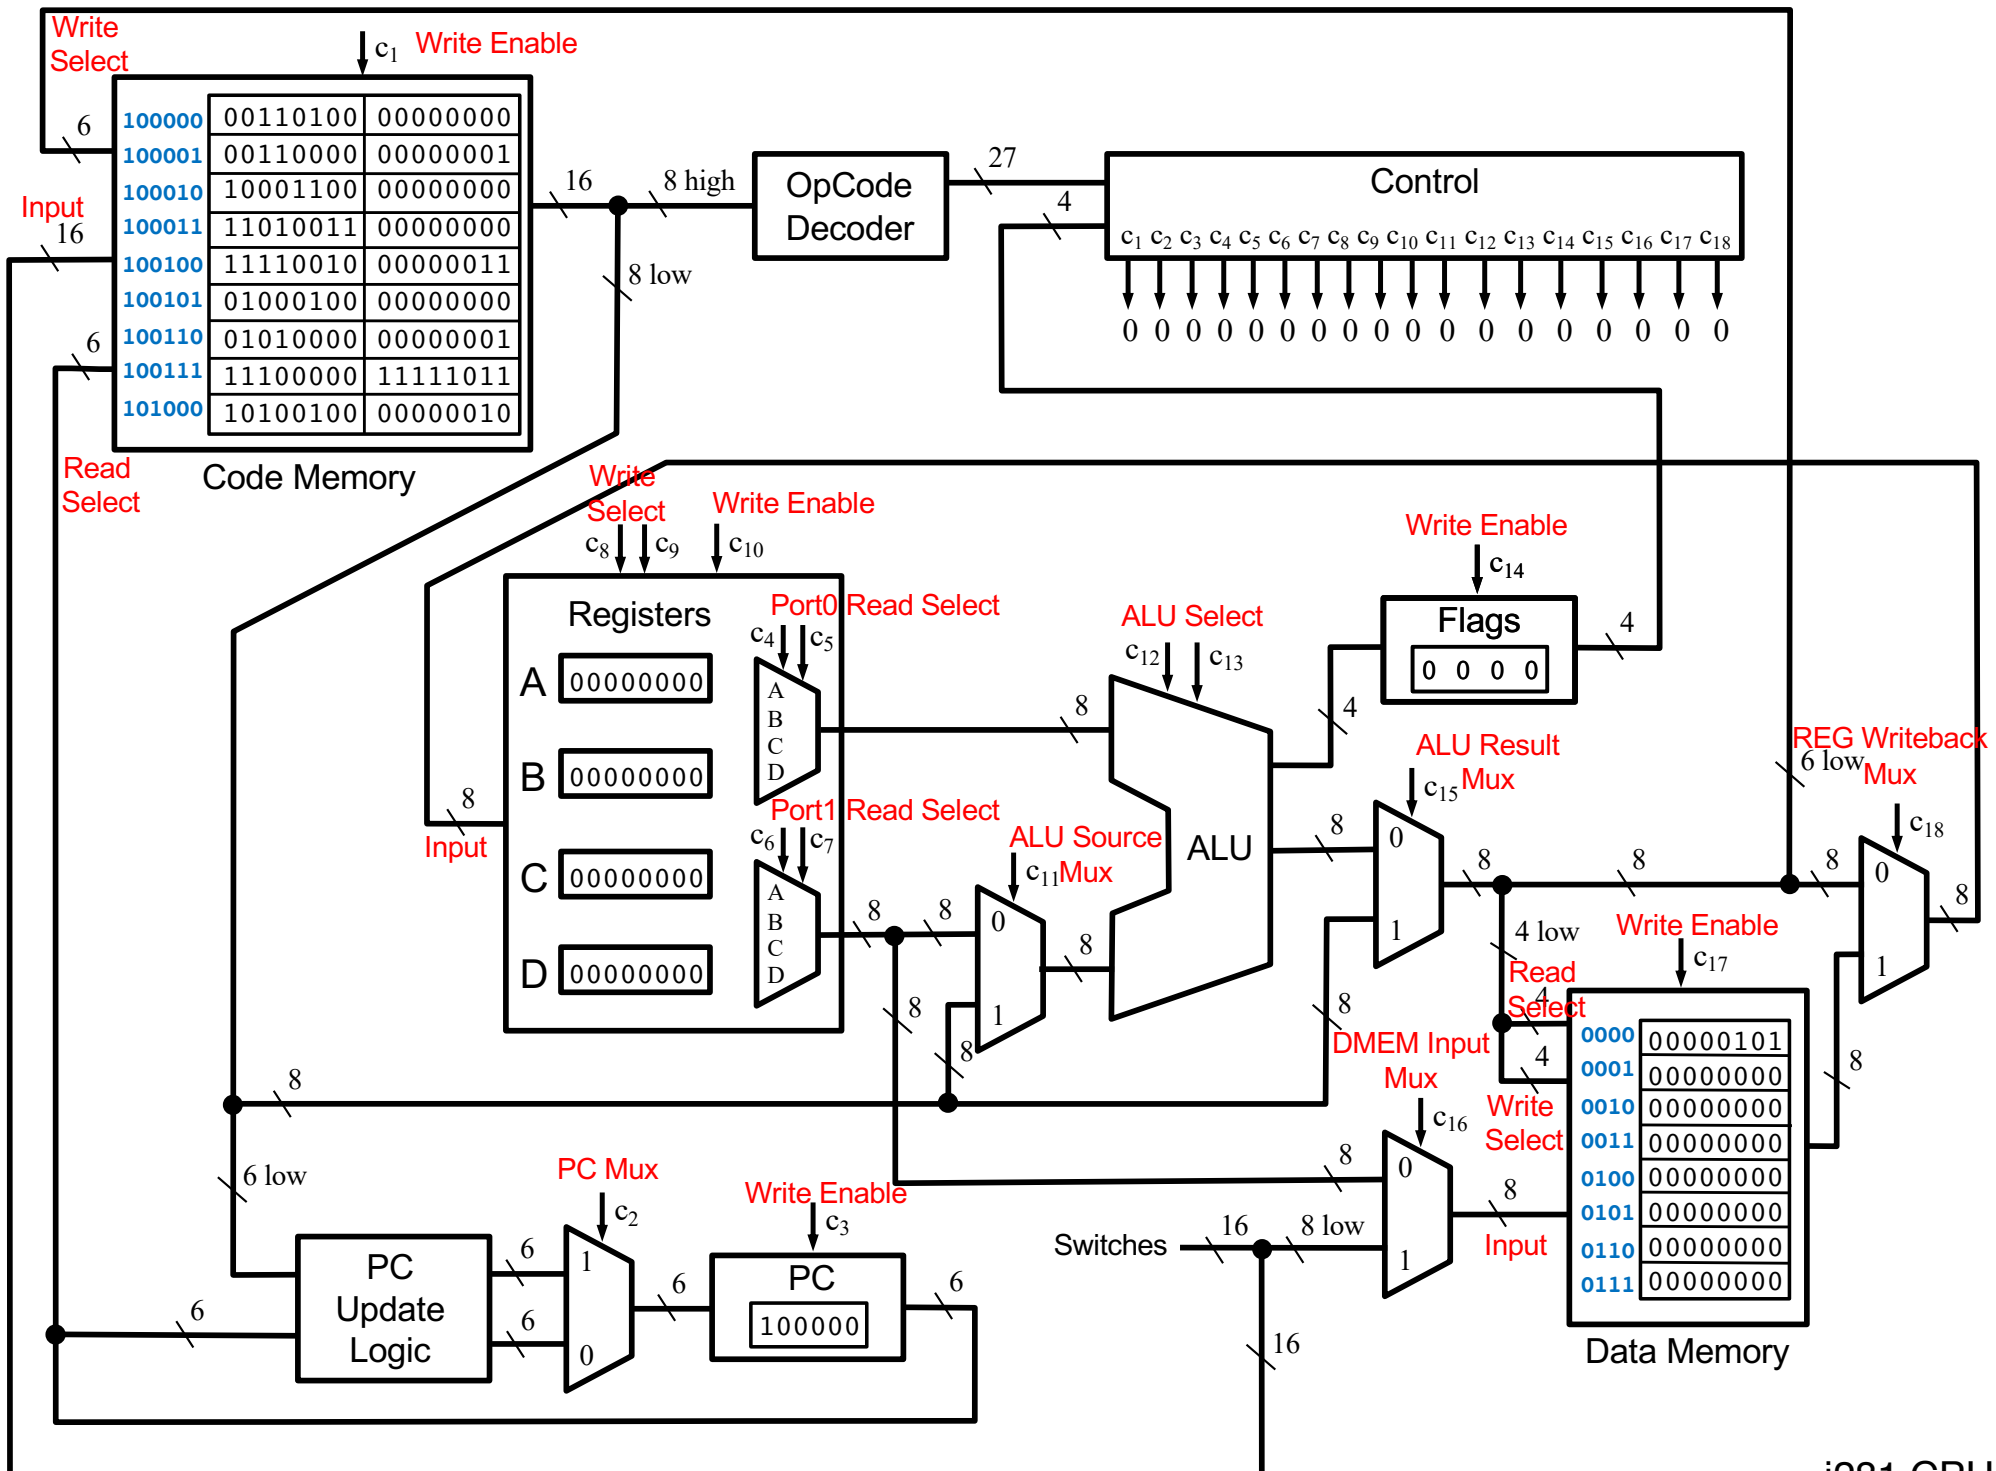 Write
Select
c1 Write Enable
6
Input
16
6
100000 00110100 00000000
100001 00110000 00000001
100010 10001100 00000000
100011 11010011 00000000
100100 11110010 00000011
100101 01000100 00000000
100110 01010000 00000001
100111 11100000 11111011
101000 10100100 00000010
Read
Select
Code Memory
16
8 high
8 low
OpCode
Decoder
27
4
Control
c1 c2 c3 c4 c5 c6 c7 c8 c9 c10 c11 c12 c13 c14 c15 c16 c17 c18
0 0 0 0 0 0 0 0 0 0 0 0 0 0 0 0 0 0
Write
Select
Write Enable
c8 c9 c10
Registers
A 00000000
B 00000000
C 00000000
D 00000000
8
Input
Port0 Read Select
c4 c5
A
B
C
D
Port1 Read Select
c6 c7
A
B
C
D
8
8
8
8
ALU Source
Mux
c11
0
1
8
8
ALU Select
c12 c13
ALU
Write Enable
c14
Flags
0 0 0 0
4
4
8
ALU Result
Mux
c15
0
1
8
8
8
8
6 low
REG Writeback
Mux
c18
0
1
8
4 low
Read
Select
4
4
Write
Select
Write Enable
c17
0000 00000101
0001 00000000
0010 00000000
0011 00000000
0100 00000000
0101 00000000
0110 00000000
0111 00000000
Data Memory
8
DMEM Input
Mux
c16
0
1
8
8
Input
Switches
16
8 low
16
8
6 low
6
PC
Update
Logic
6
6
PC Mux
c2
1
0
6
Write Enable
c3
PC
100000
6